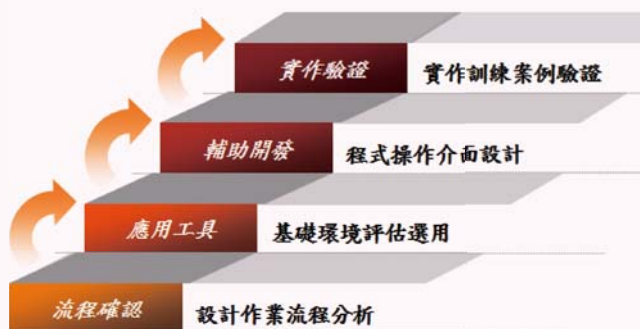 實作驗證 實作訓練案例驗證
輔助開發 程式操作介面設計
應用工具 基礎環境評估選用
流程確認 設計作業流程分析